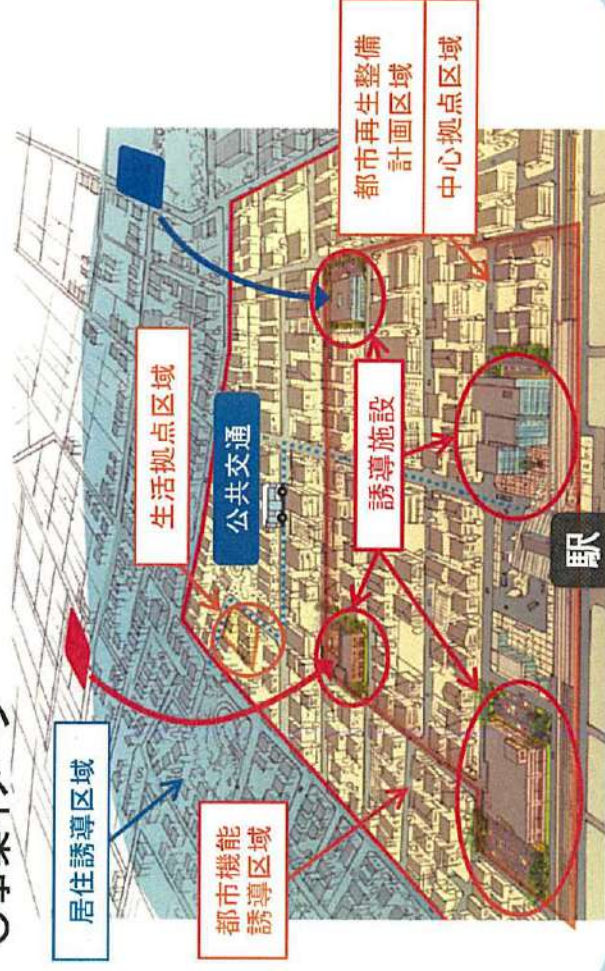 居住誘導区域
生活拠点区域
公共交通
都市機能
誘導区域
誘導施設
都市再生整備
計画区域
中心拠点区域
駅